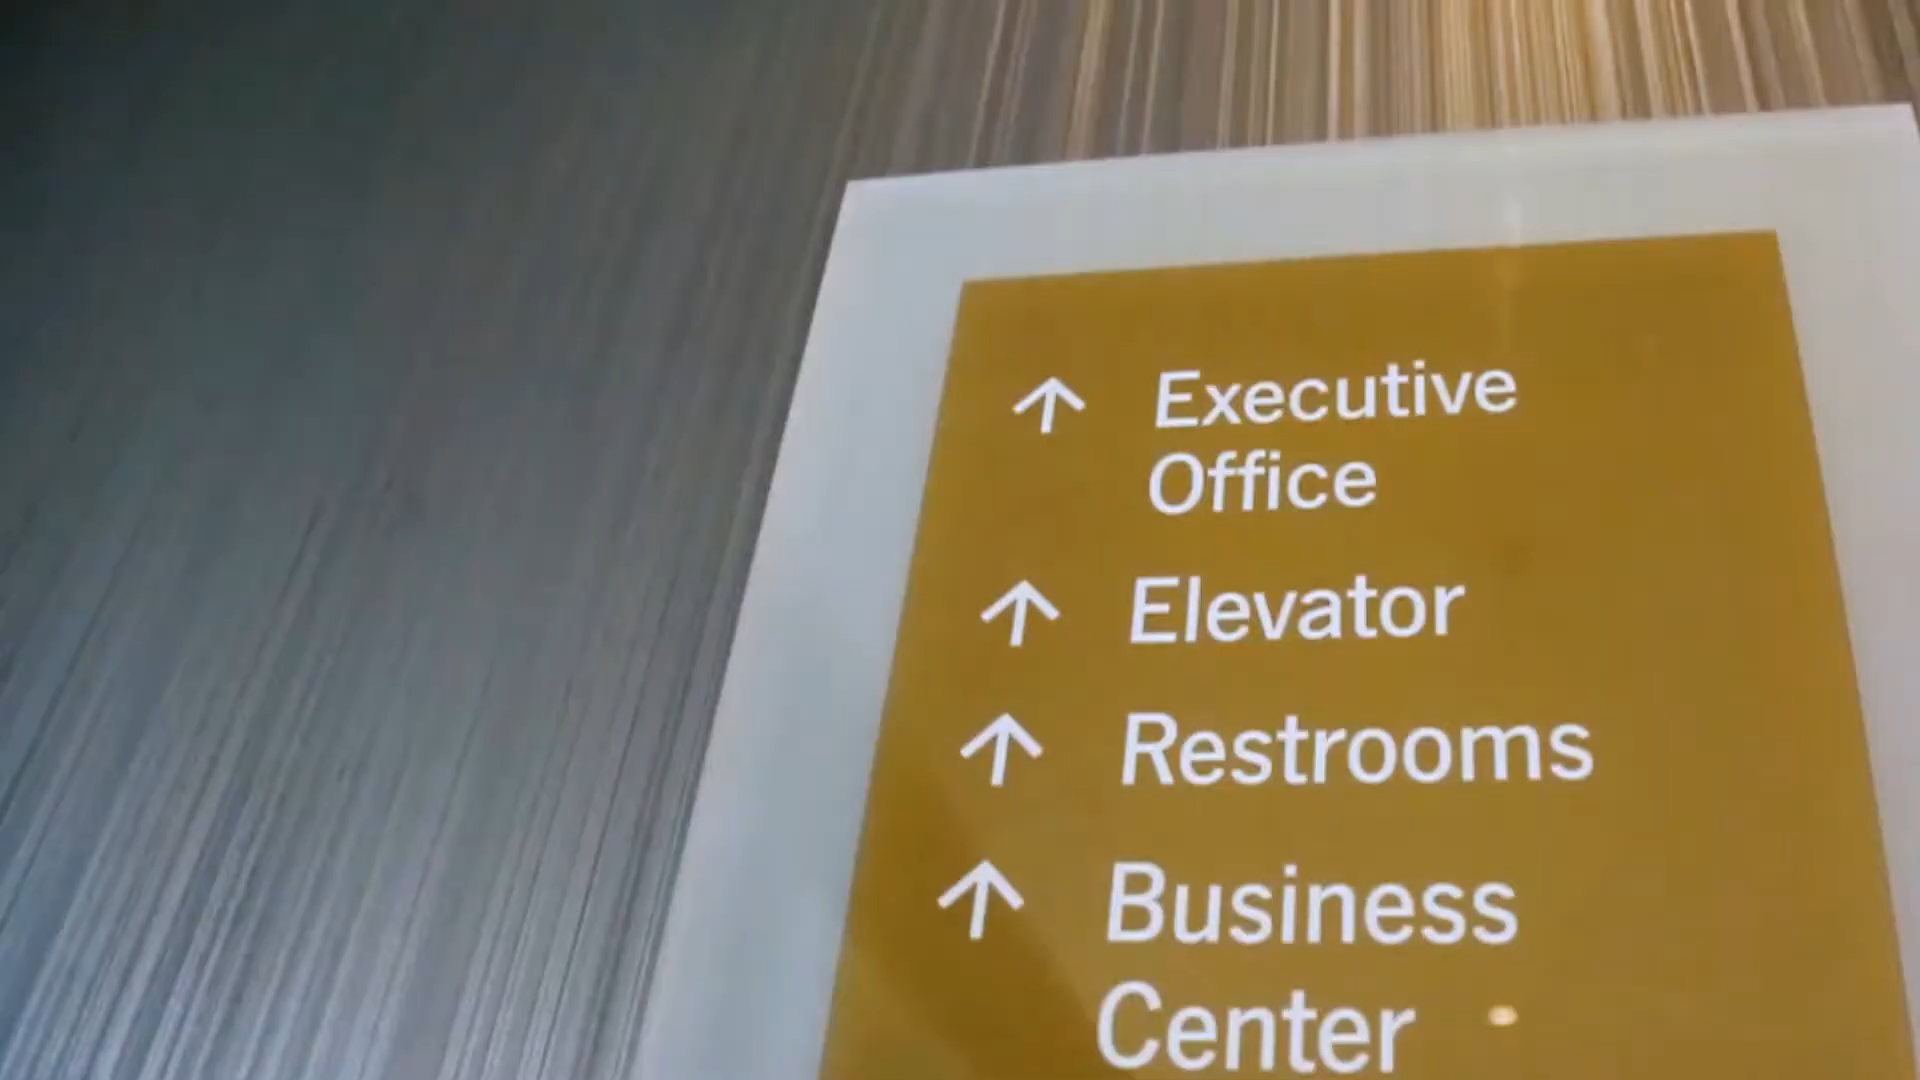 ↑ Executive
Office
↑ Elevator
↑ Restrooms
↑ Business
Center